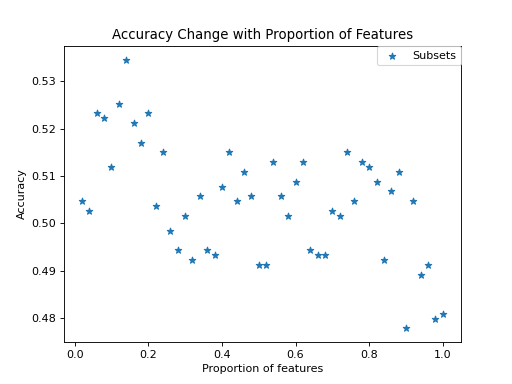 Accuracy Change with Proportion of Features
Subsets
0.53
0.52
0.51
0.50
0.49
0.48
Accuracy
0.0 0.2 0.4 0.6 0.8 1.0
Proportion of features